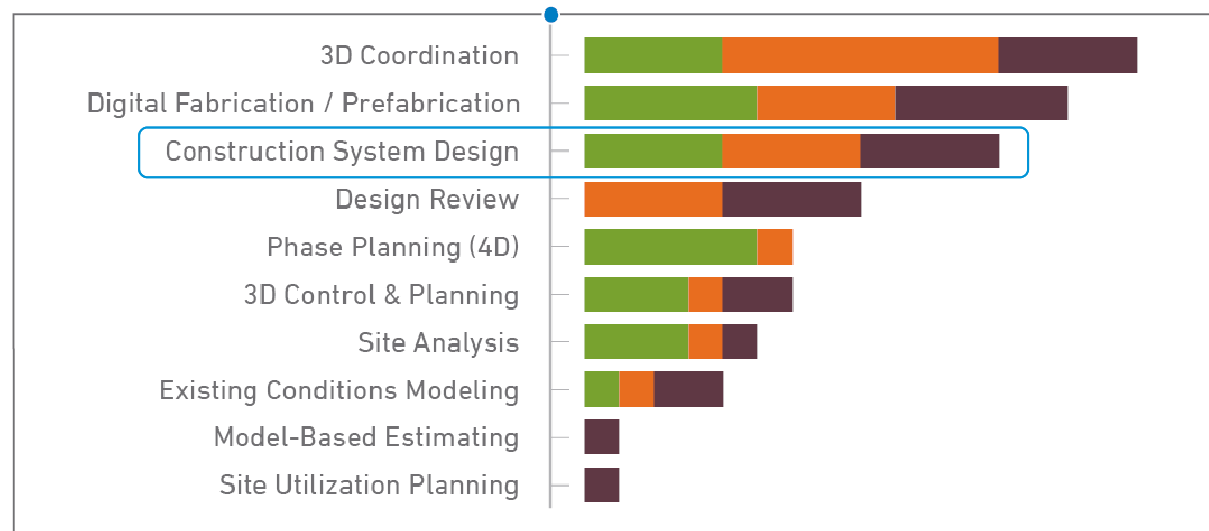 3D Coordination
Digital Fabrication / Prefabrication
Construction System Design
Design Review
Phase Planning (4D)
3D Control & Planning
Site Analysis
Existing Conditions Modeling
Model-Based Estimating
Site Utilization Planning